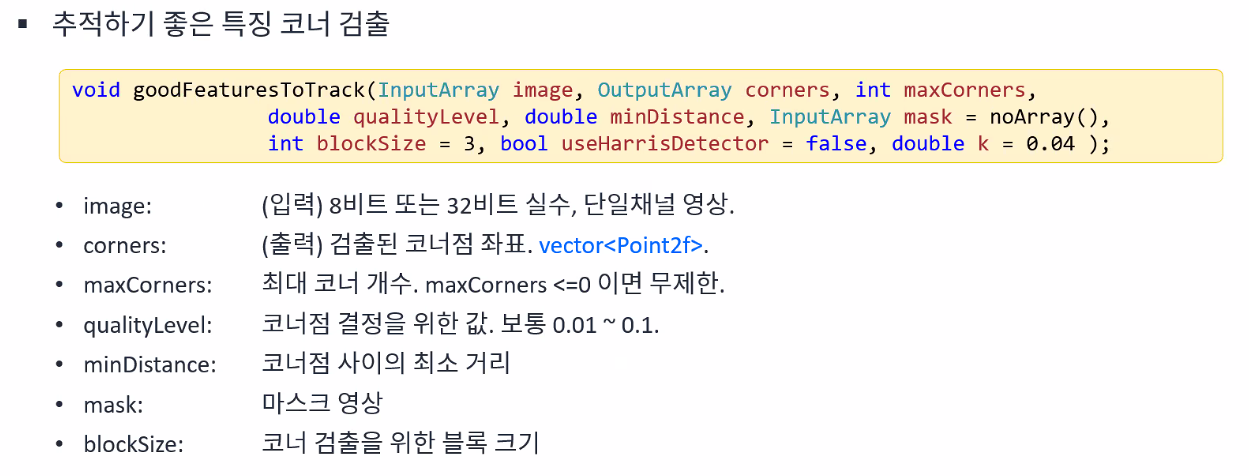 ▪ 추적하기 좋은 특징 코너 검출
void goodFeaturesToTrack(InputArray image, OutputArray corners, int maxCorners,
double qualityLevel, double minDistance, InputArray mask = noArray(),
int blockSize = 3, bool useHarrisDetector = false, double k = 0.04 );
• image: (입력) 8비트 또는 32비트 실수, 단일채널 영상.
• corners: (출력) 검출된 코너점 좌표. vector<Point2f>.
• maxCorners: 최대 코너 개수. maxCorners <=0 이면 무제한.
• qualityLevel: 코너점 결정을 위한 값. 보통 0.01 ~ 0.1.
• minDistance: 코너점 사이의 최소 거리
• mask: 마스크 영상
• blockSize: 코너 검출을 위한 블록 크기